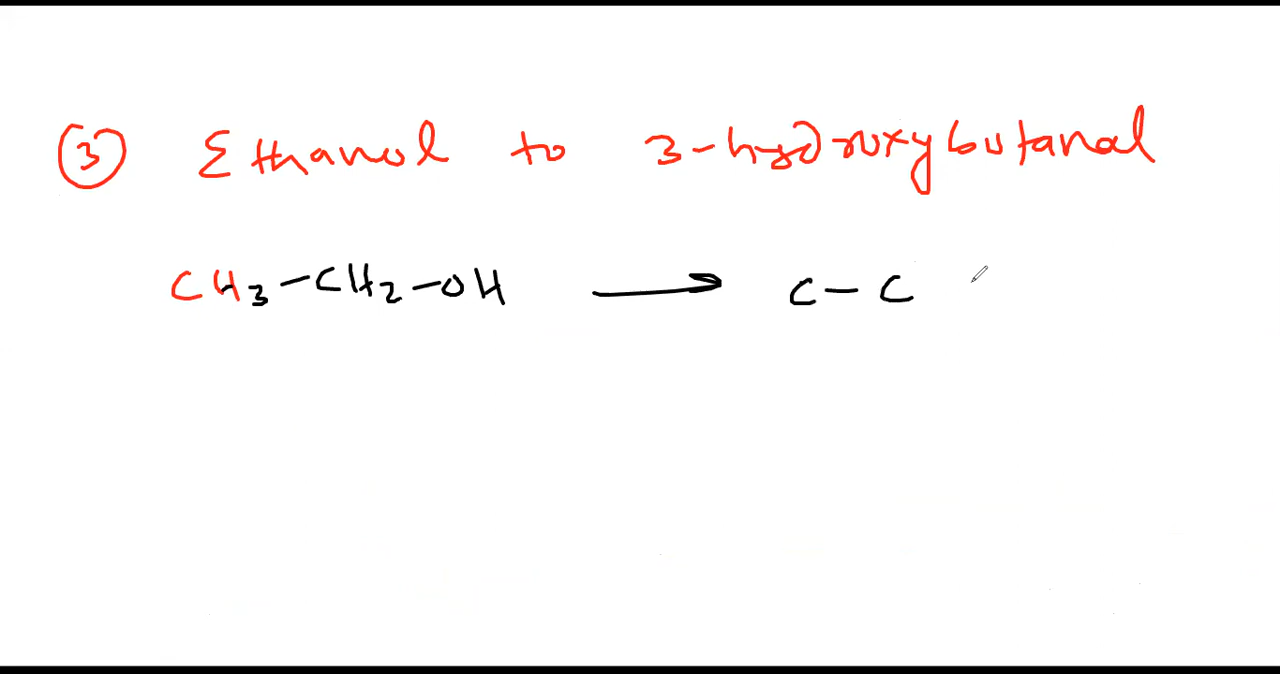 ③ Ethanol to 3-hydroxybutanal
CH3-CH2-OH → C-C